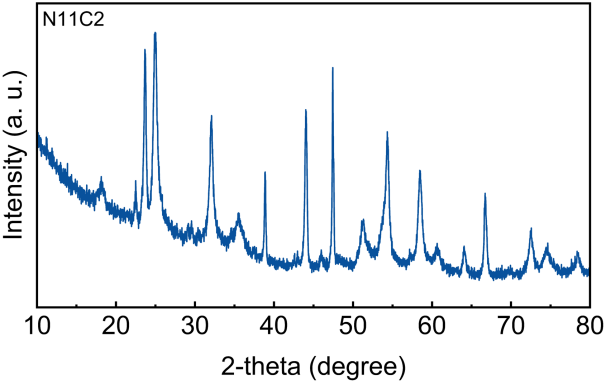 N11C2
Intensity (a. u.)
10 20 30 40 50 60 70 80
2-theta (degree)